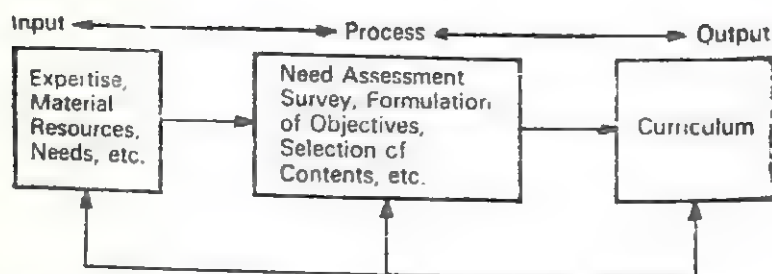 Input Process Output
Expertise,
Material
Resources,
Needs, etc.
Need Assessment
Survey, Formulation
of Objectives,
Selection of
Contents, etc.
Curriculum